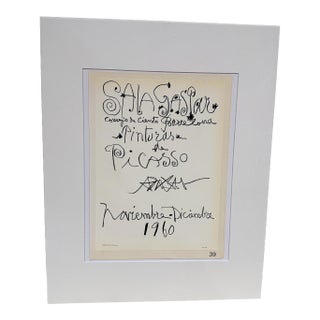 SALA GASPAR
Consejo de Ciento Barcelona
Pinturas
de
PICASSO
Noviembre-Diciembre
1960
39